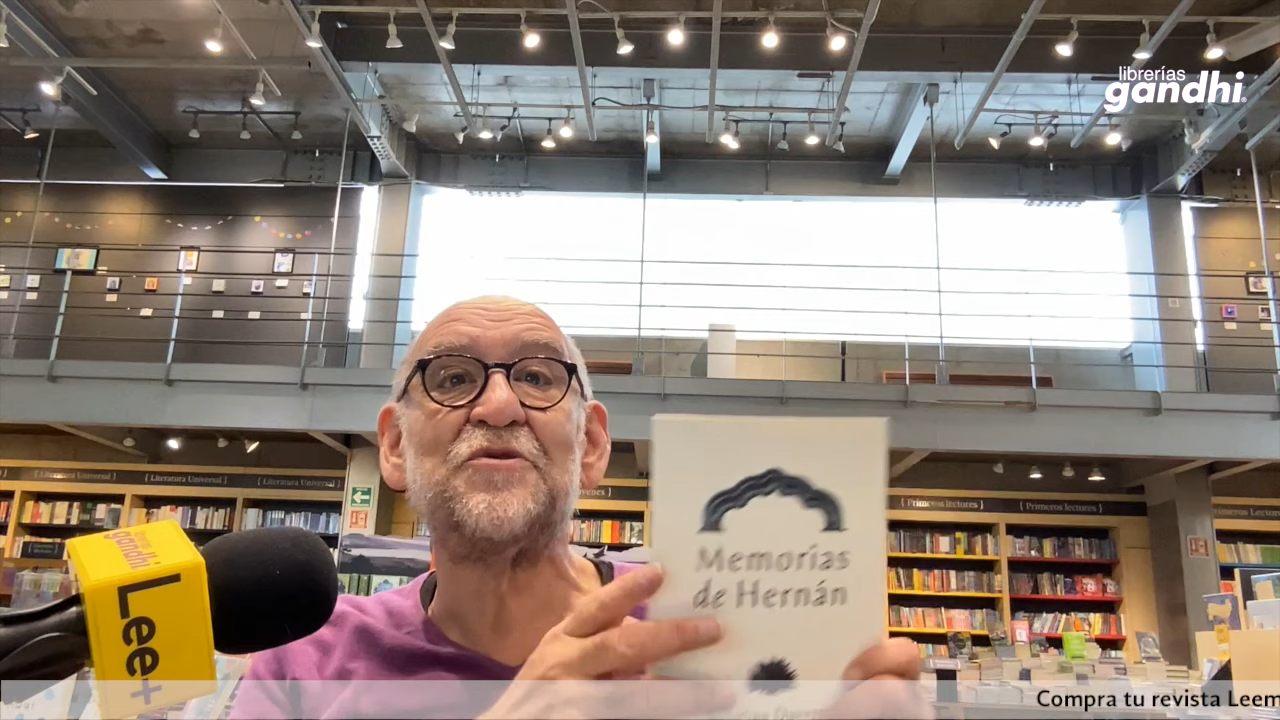 librerías
gandhi
[ Literatura Universal ]
[ Literatura Universal ]
[ Literatura Universal ]
[ Primeros lectores ]
[ Primeros lectores ]
Memorías
de Hernán
gandhi
Lee+
Compra tu revista Leem